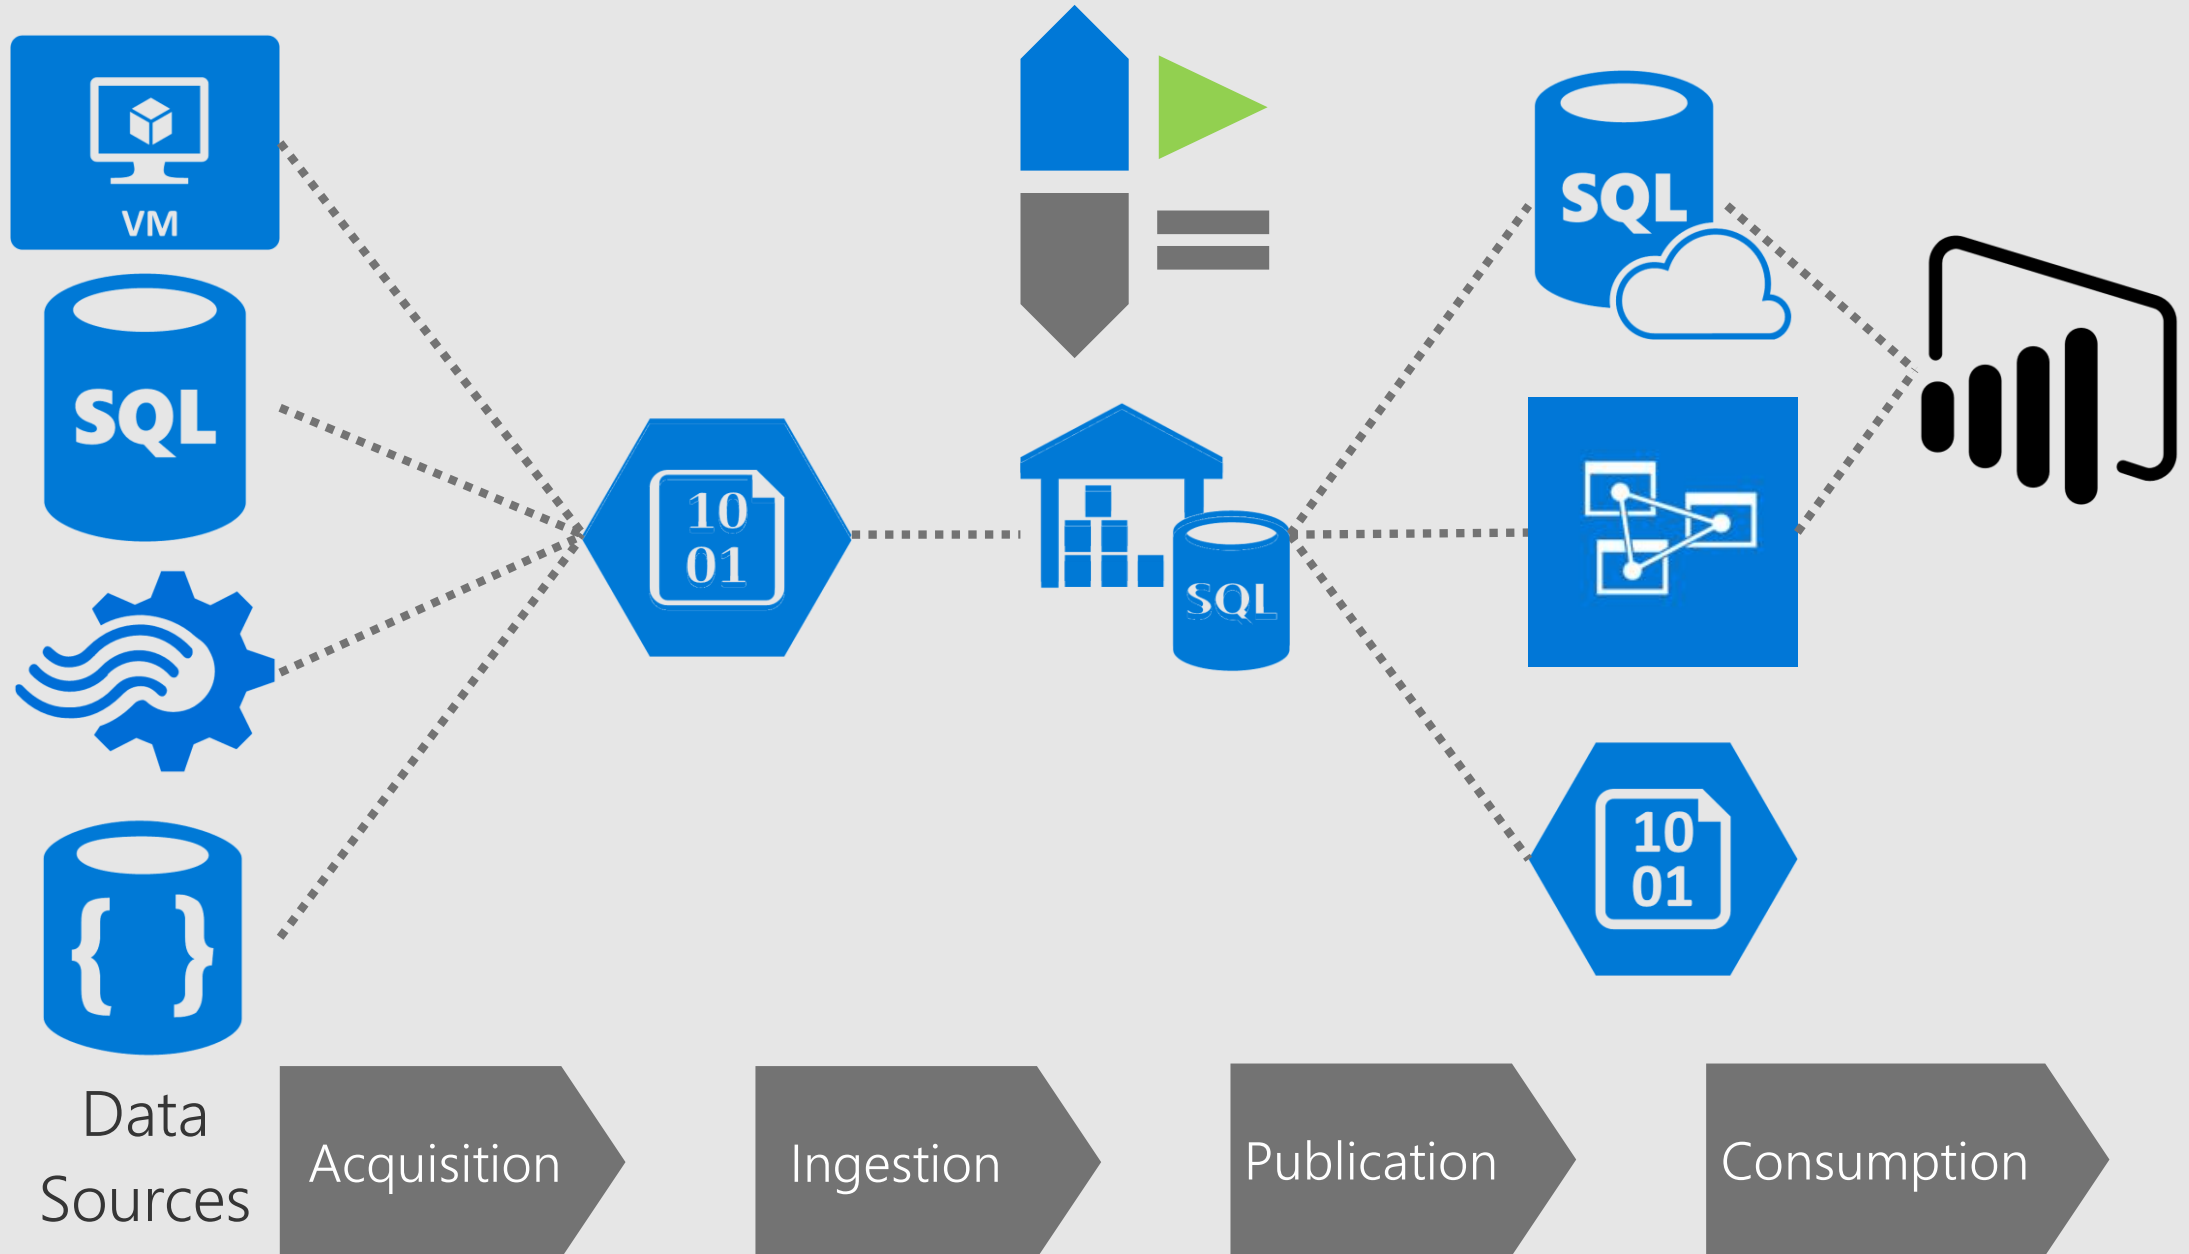 VM
SQL
{ }
10
01
SQL
SQL
10
01
Data
Sources
Acquisition
Ingestion
Publication
Consumption